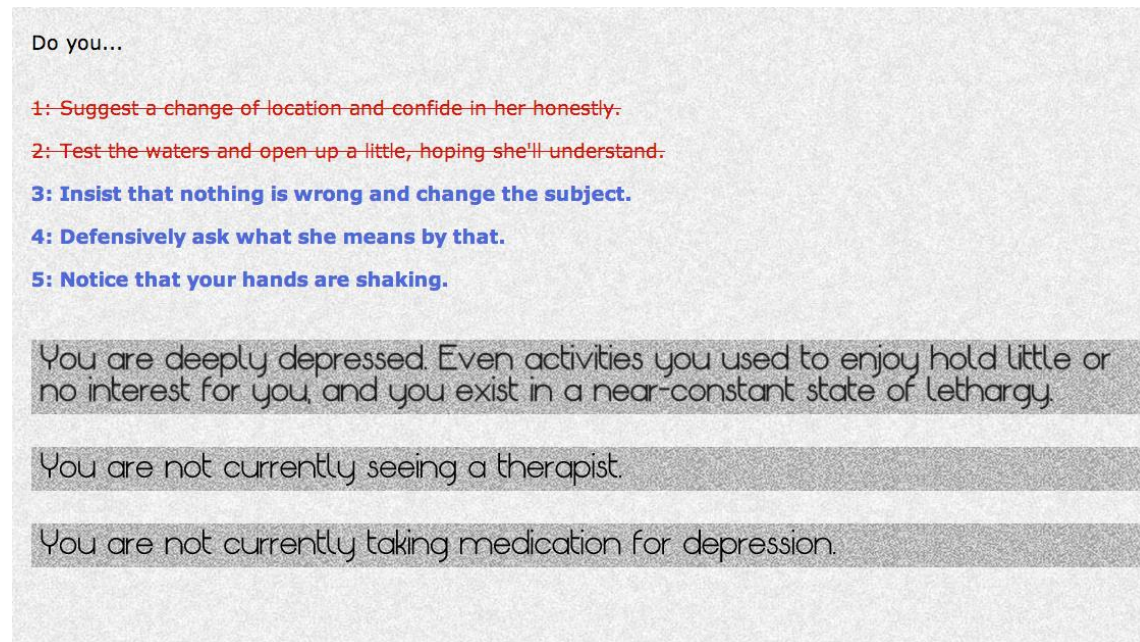 Do you...
1: Suggest a change of location and confide in her honestly.
2: Test the waters and open up a little, hoping she'll understand.
3: Insist that nothing is wrong and change the subject.
4: Defensively ask what she means by that.
5: Notice that your hands are shaking.
You are deeply depressed. Even activities you used to enjoy hold little or
no interest for you, and you exist in a near-constant state of lethargy.
You are not currently seeing a therapist.
You are not currently taking medication for depression.